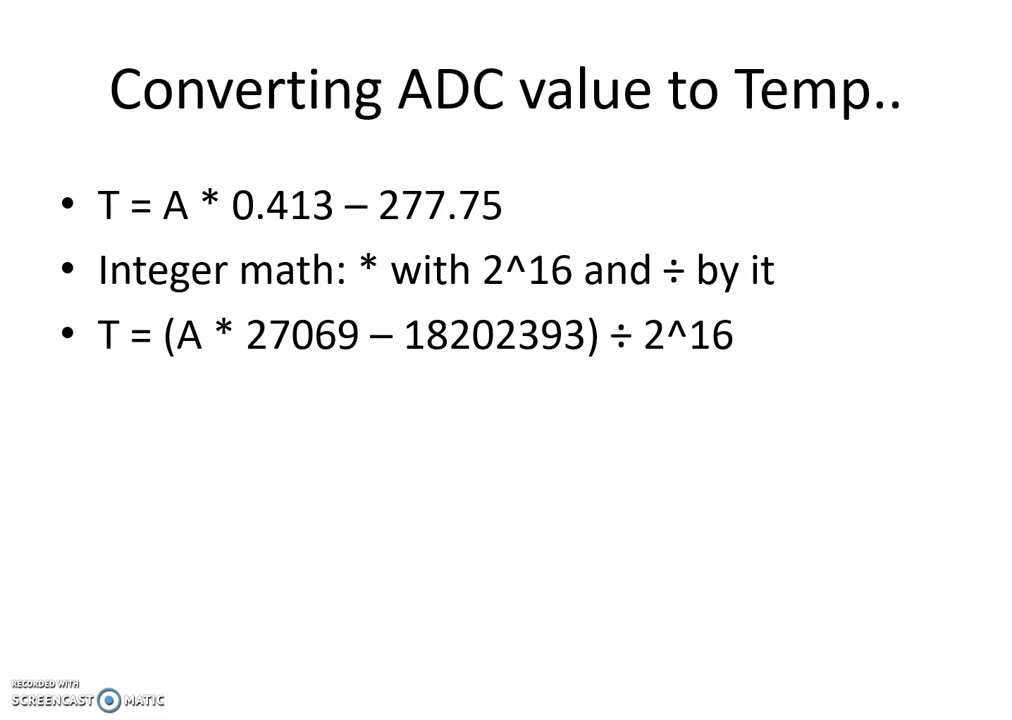 Converting ADC value to Temp..
• T = A * 0.413 – 277.75
• Integer math: * with 2^16 and ÷ by it
• T = (A * 27069 – 18202393) ÷ 2^16
RECORDED WITH
SCREENCAST MATIC